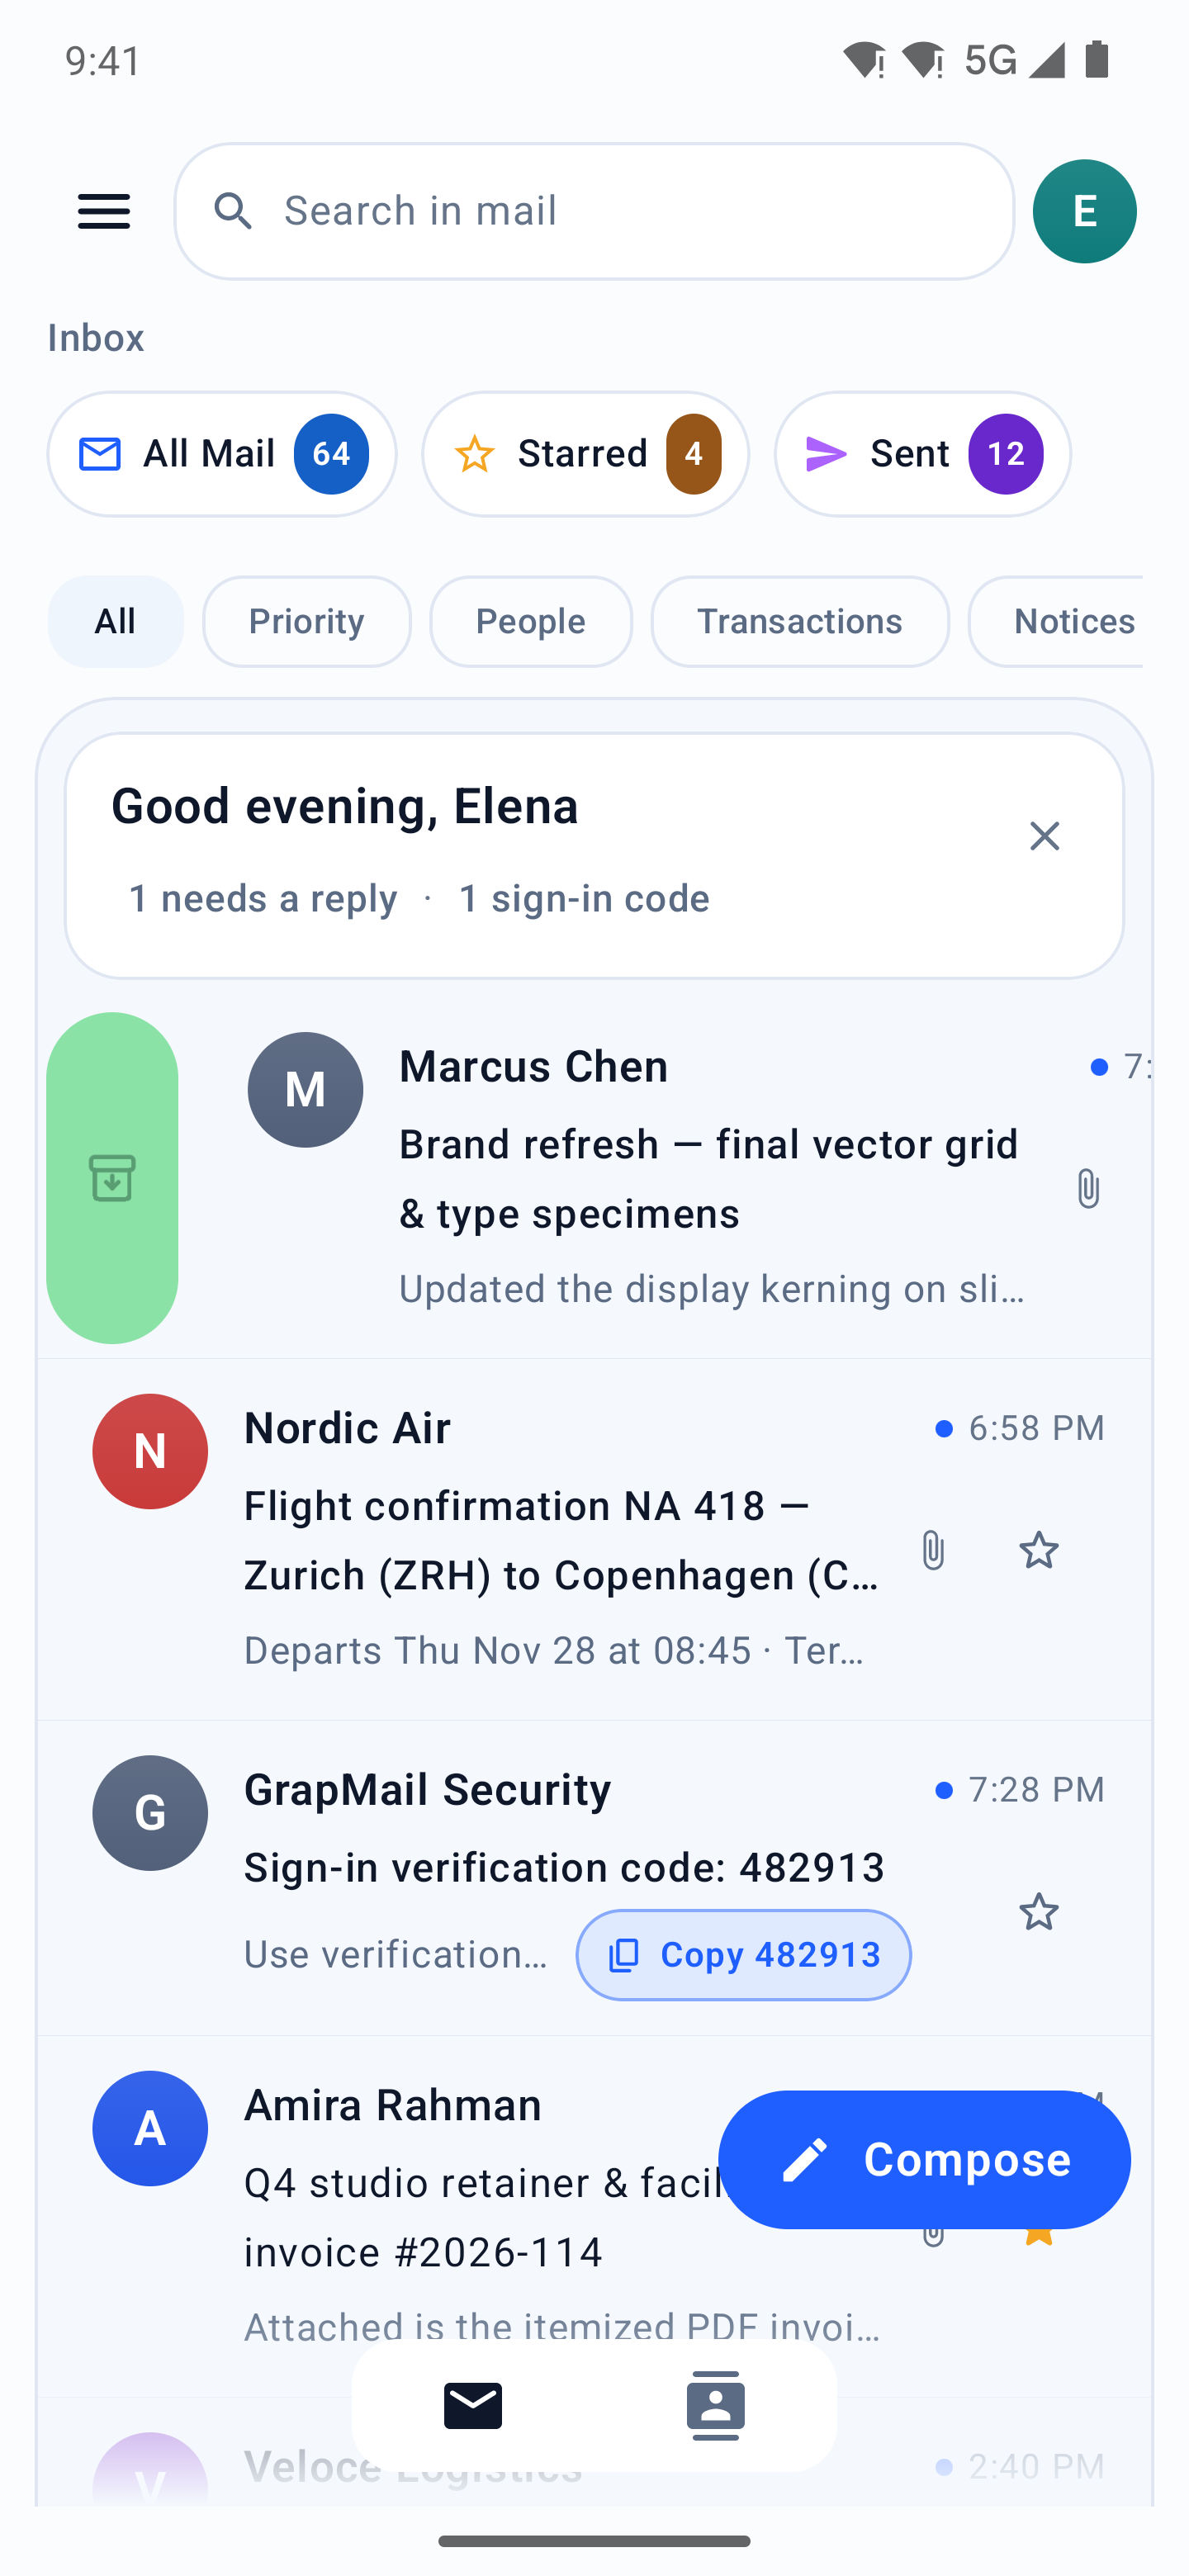 9:41
5G
Search in mail
E
Inbox
All Mail 64
Starred 4
Sent 12
All
Priority
People
Transactions
Notices
Good evening, Elena
1 needs a reply · 1 sign-in code
M
Marcus Chen
7:
Brand refresh — final vector grid
& type specimens
Updated the display kerning on sli…
N
Nordic Air
6:58 PM
Flight confirmation NA 418 —
Zurich (ZRH) to Copenhagen (C…
Departs Thu Nov 28 at 08:45 · Ter…
G
GrapMail Security
7:28 PM
Sign-in verification code: 482913
Use verification…
Copy 482913
A
Amira Rahman
Q4 studio retainer & facil
invoice #2026-114
Compose
Attached is the itemized PDF invoi…
V
Veloce Logistics
2:40 PM